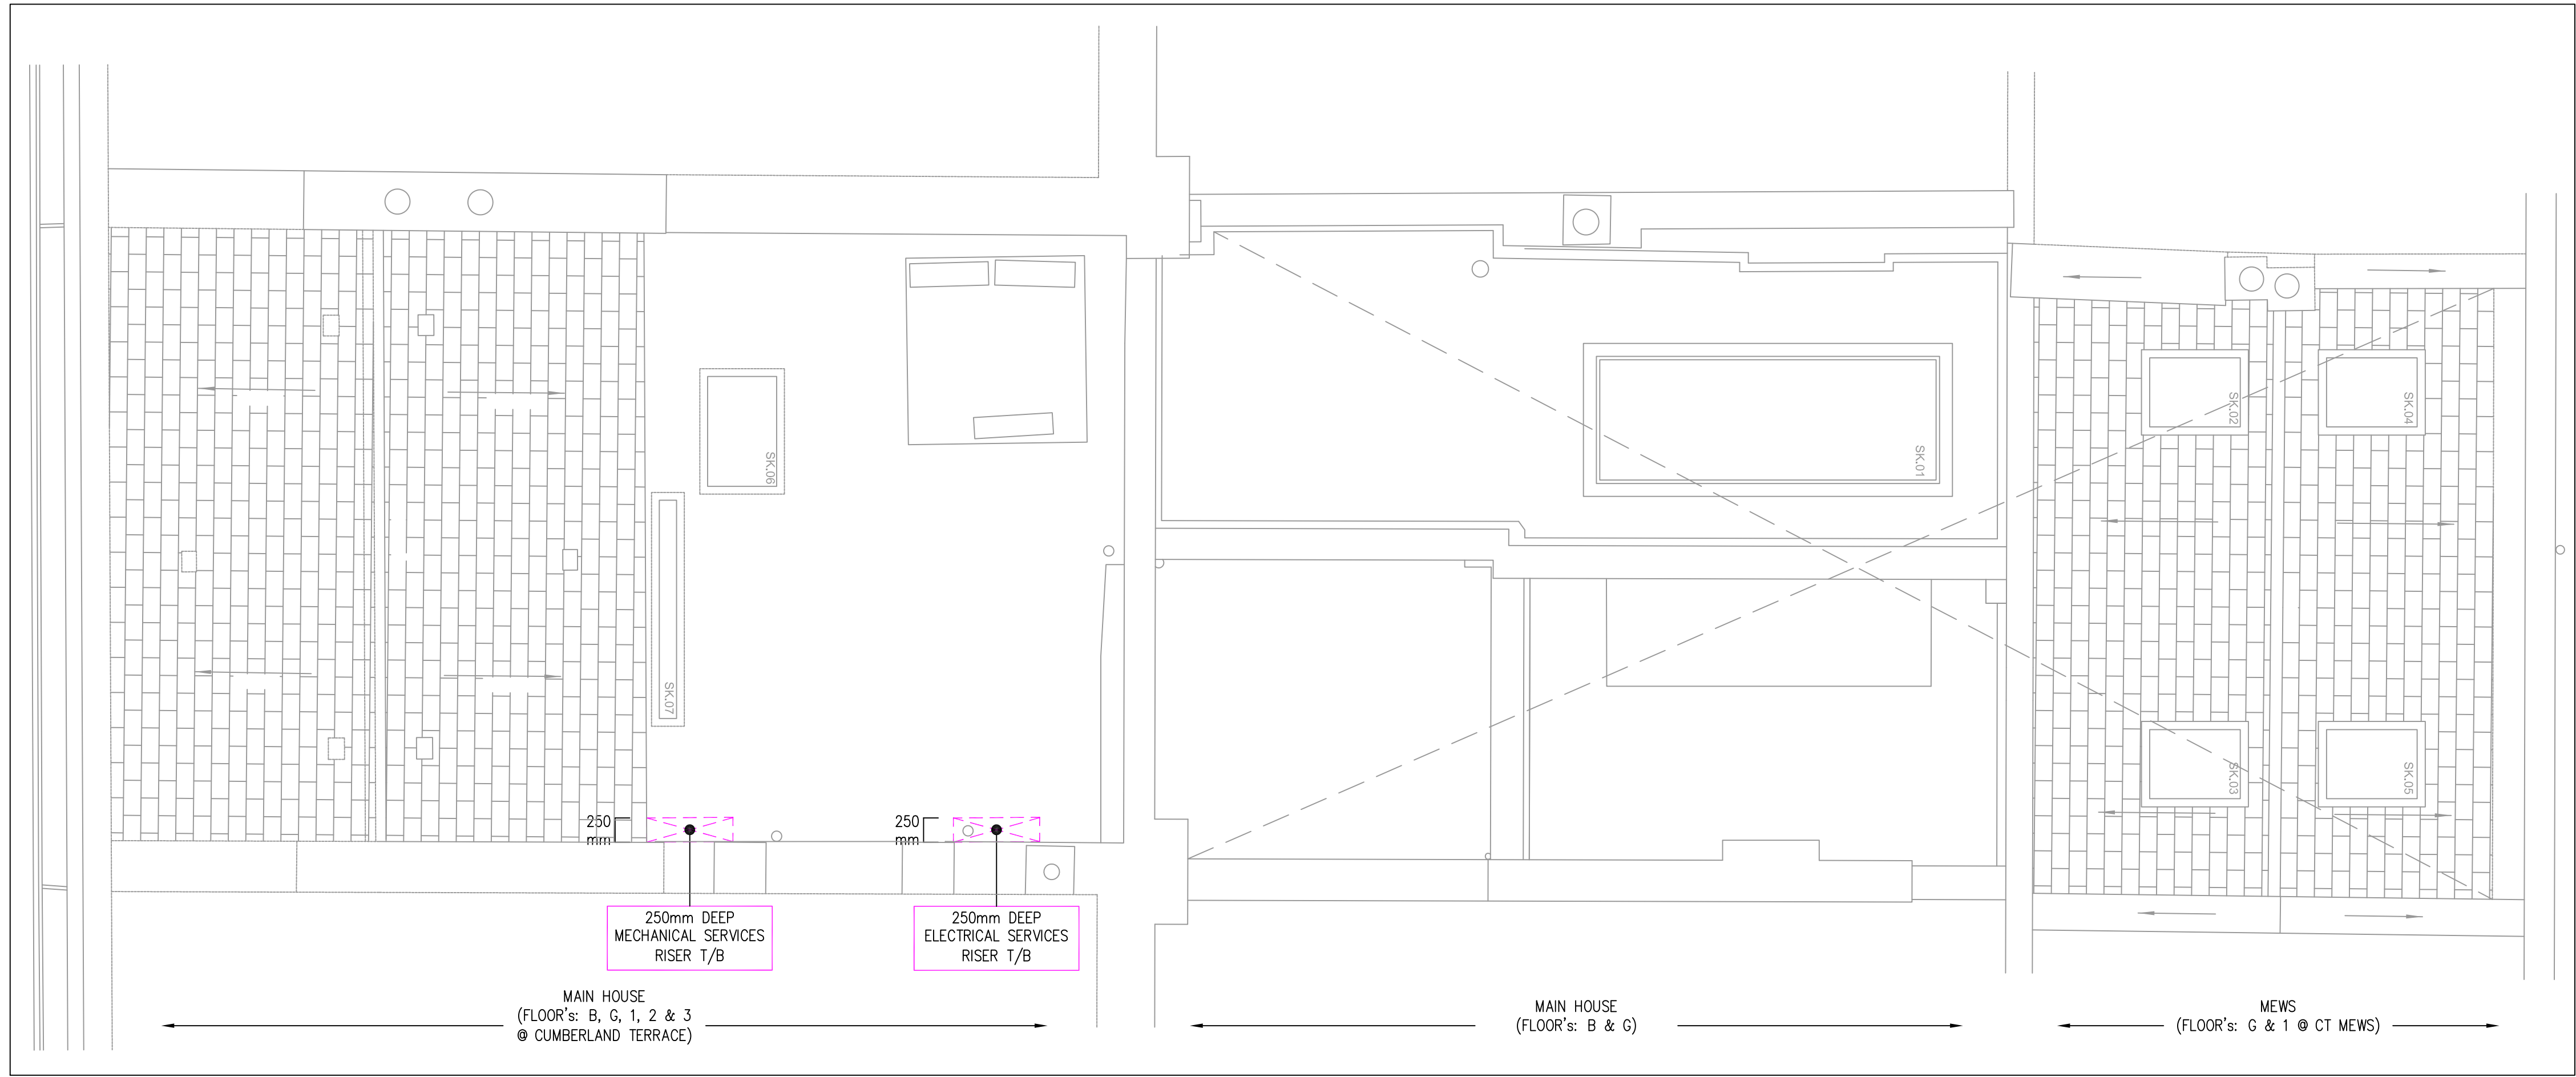 SK.02
SK.04
SK.06
SK.01
SK.07
SK.03
SK.05
250
mm
250
mm
250mm DEEP
MECHANICAL SERVICES
RISER T/B
250mm DEEP
ELECTRICAL SERVICES
RISER T/B
MAIN HOUSE
(FLOOR's: B, G, 1, 2 & 3
@ CUMBERLAND TERRACE)
MAIN HOUSE
(FLOOR's: B & G)
MEWS
(FLOOR's: G & 1 @ CT MEWS)